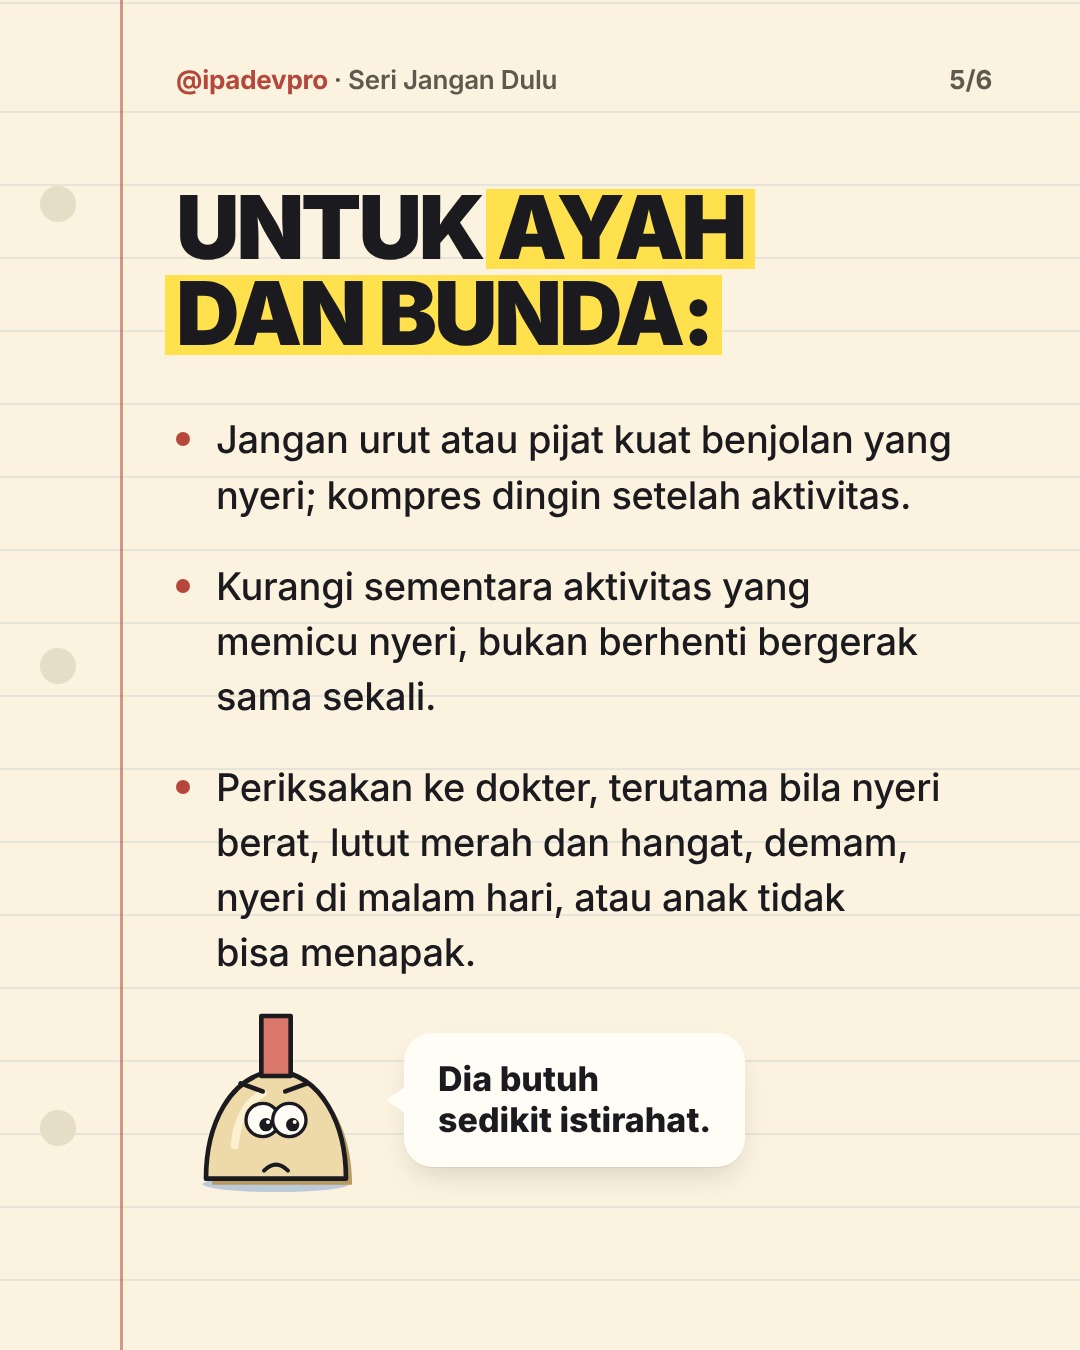 @ipadevpro · Seri Jangan Dulu 5/6
UNTUK AYAH
DAN BUNDA:
• Jangan urut atau pijat kuat benjolan yang
nyeri; kompres dingin setelah aktivitas.
• Kurangi sementara aktivitas yang
memicu nyeri, bukan berhenti bergerak
sama sekali.
• Periksakan ke dokter, terutama bila nyeri
berat, lutut merah dan hangat, demam,
nyeri di malam hari, atau anak tidak
bisa menapak.
Dia butuh
sedikit istirahat.